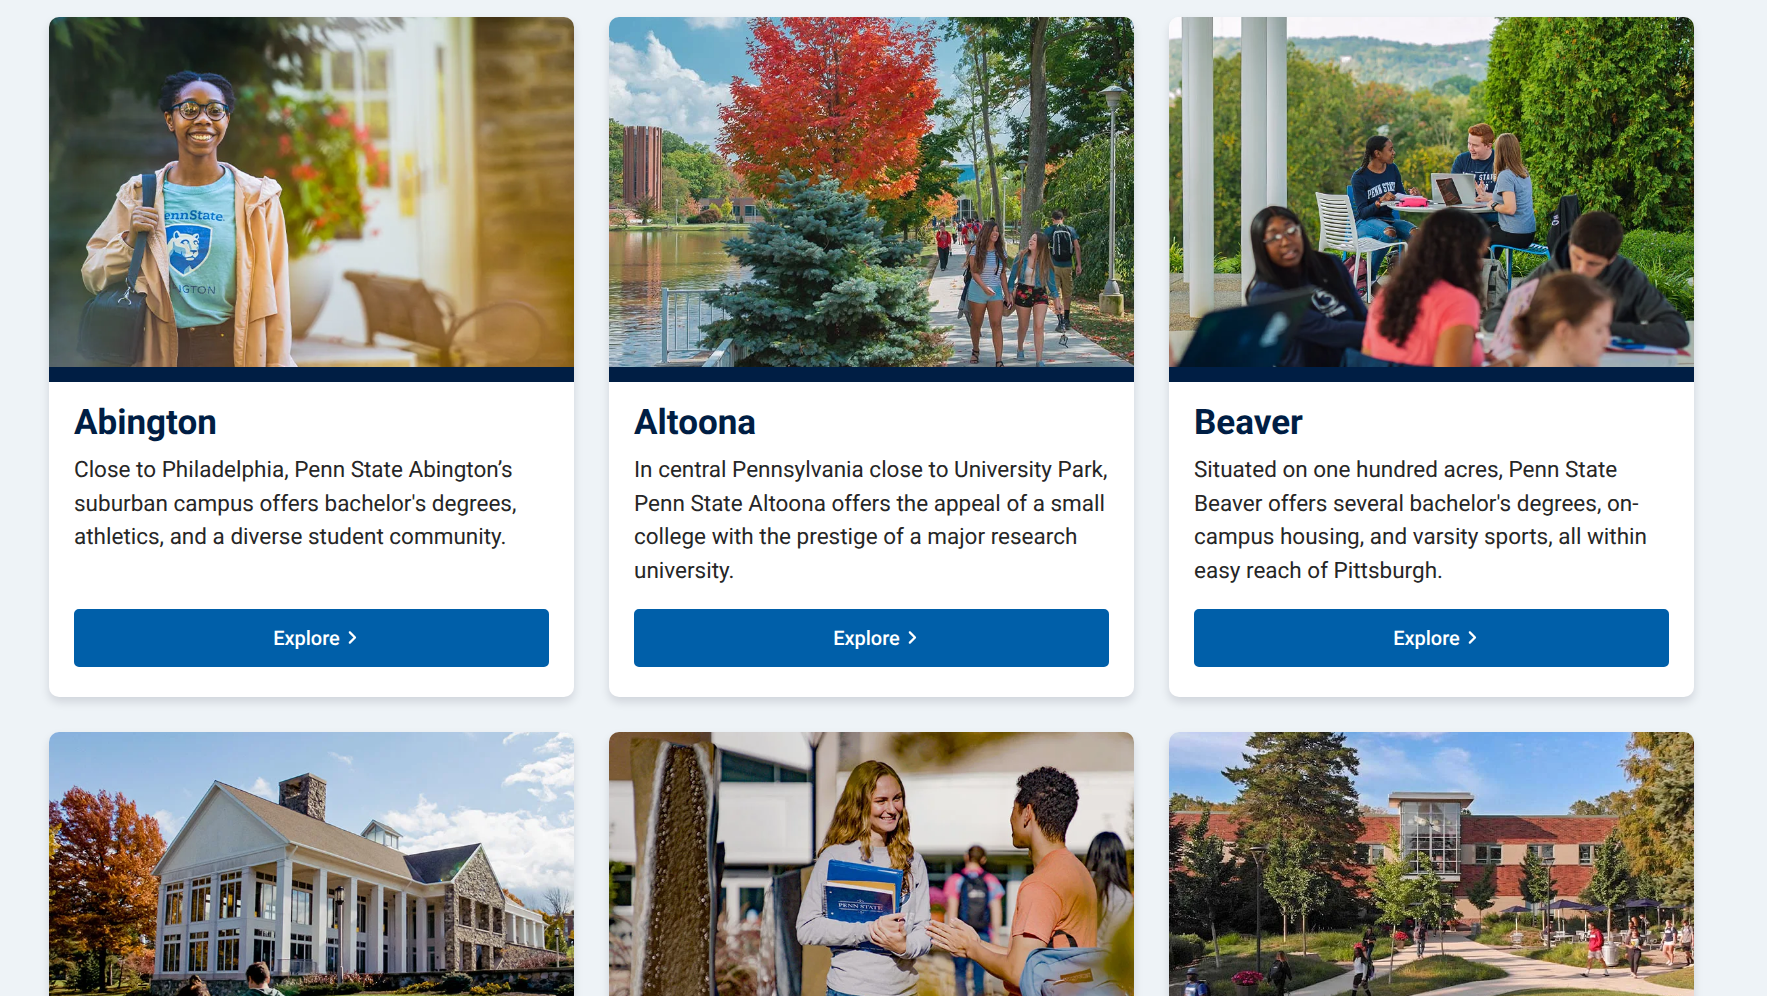 ennState
NGTON
PENN STATE
Abington
Close to Philadelphia, Penn State Abington’s
suburban campus offers bachelor's degrees,
athletics, and a diverse student community.
Explore
Altoona
In central Pennsylvania close to University Park,
Penn State Altoona offers the appeal of a small
college with the prestige of a major research
university.
Explore
Beaver
Situated on one hundred acres, Penn State
Beaver offers several bachelor's degrees, on-
campus housing, and varsity sports, all within
easy reach of Pittsburgh.
Explore
PENN STATE